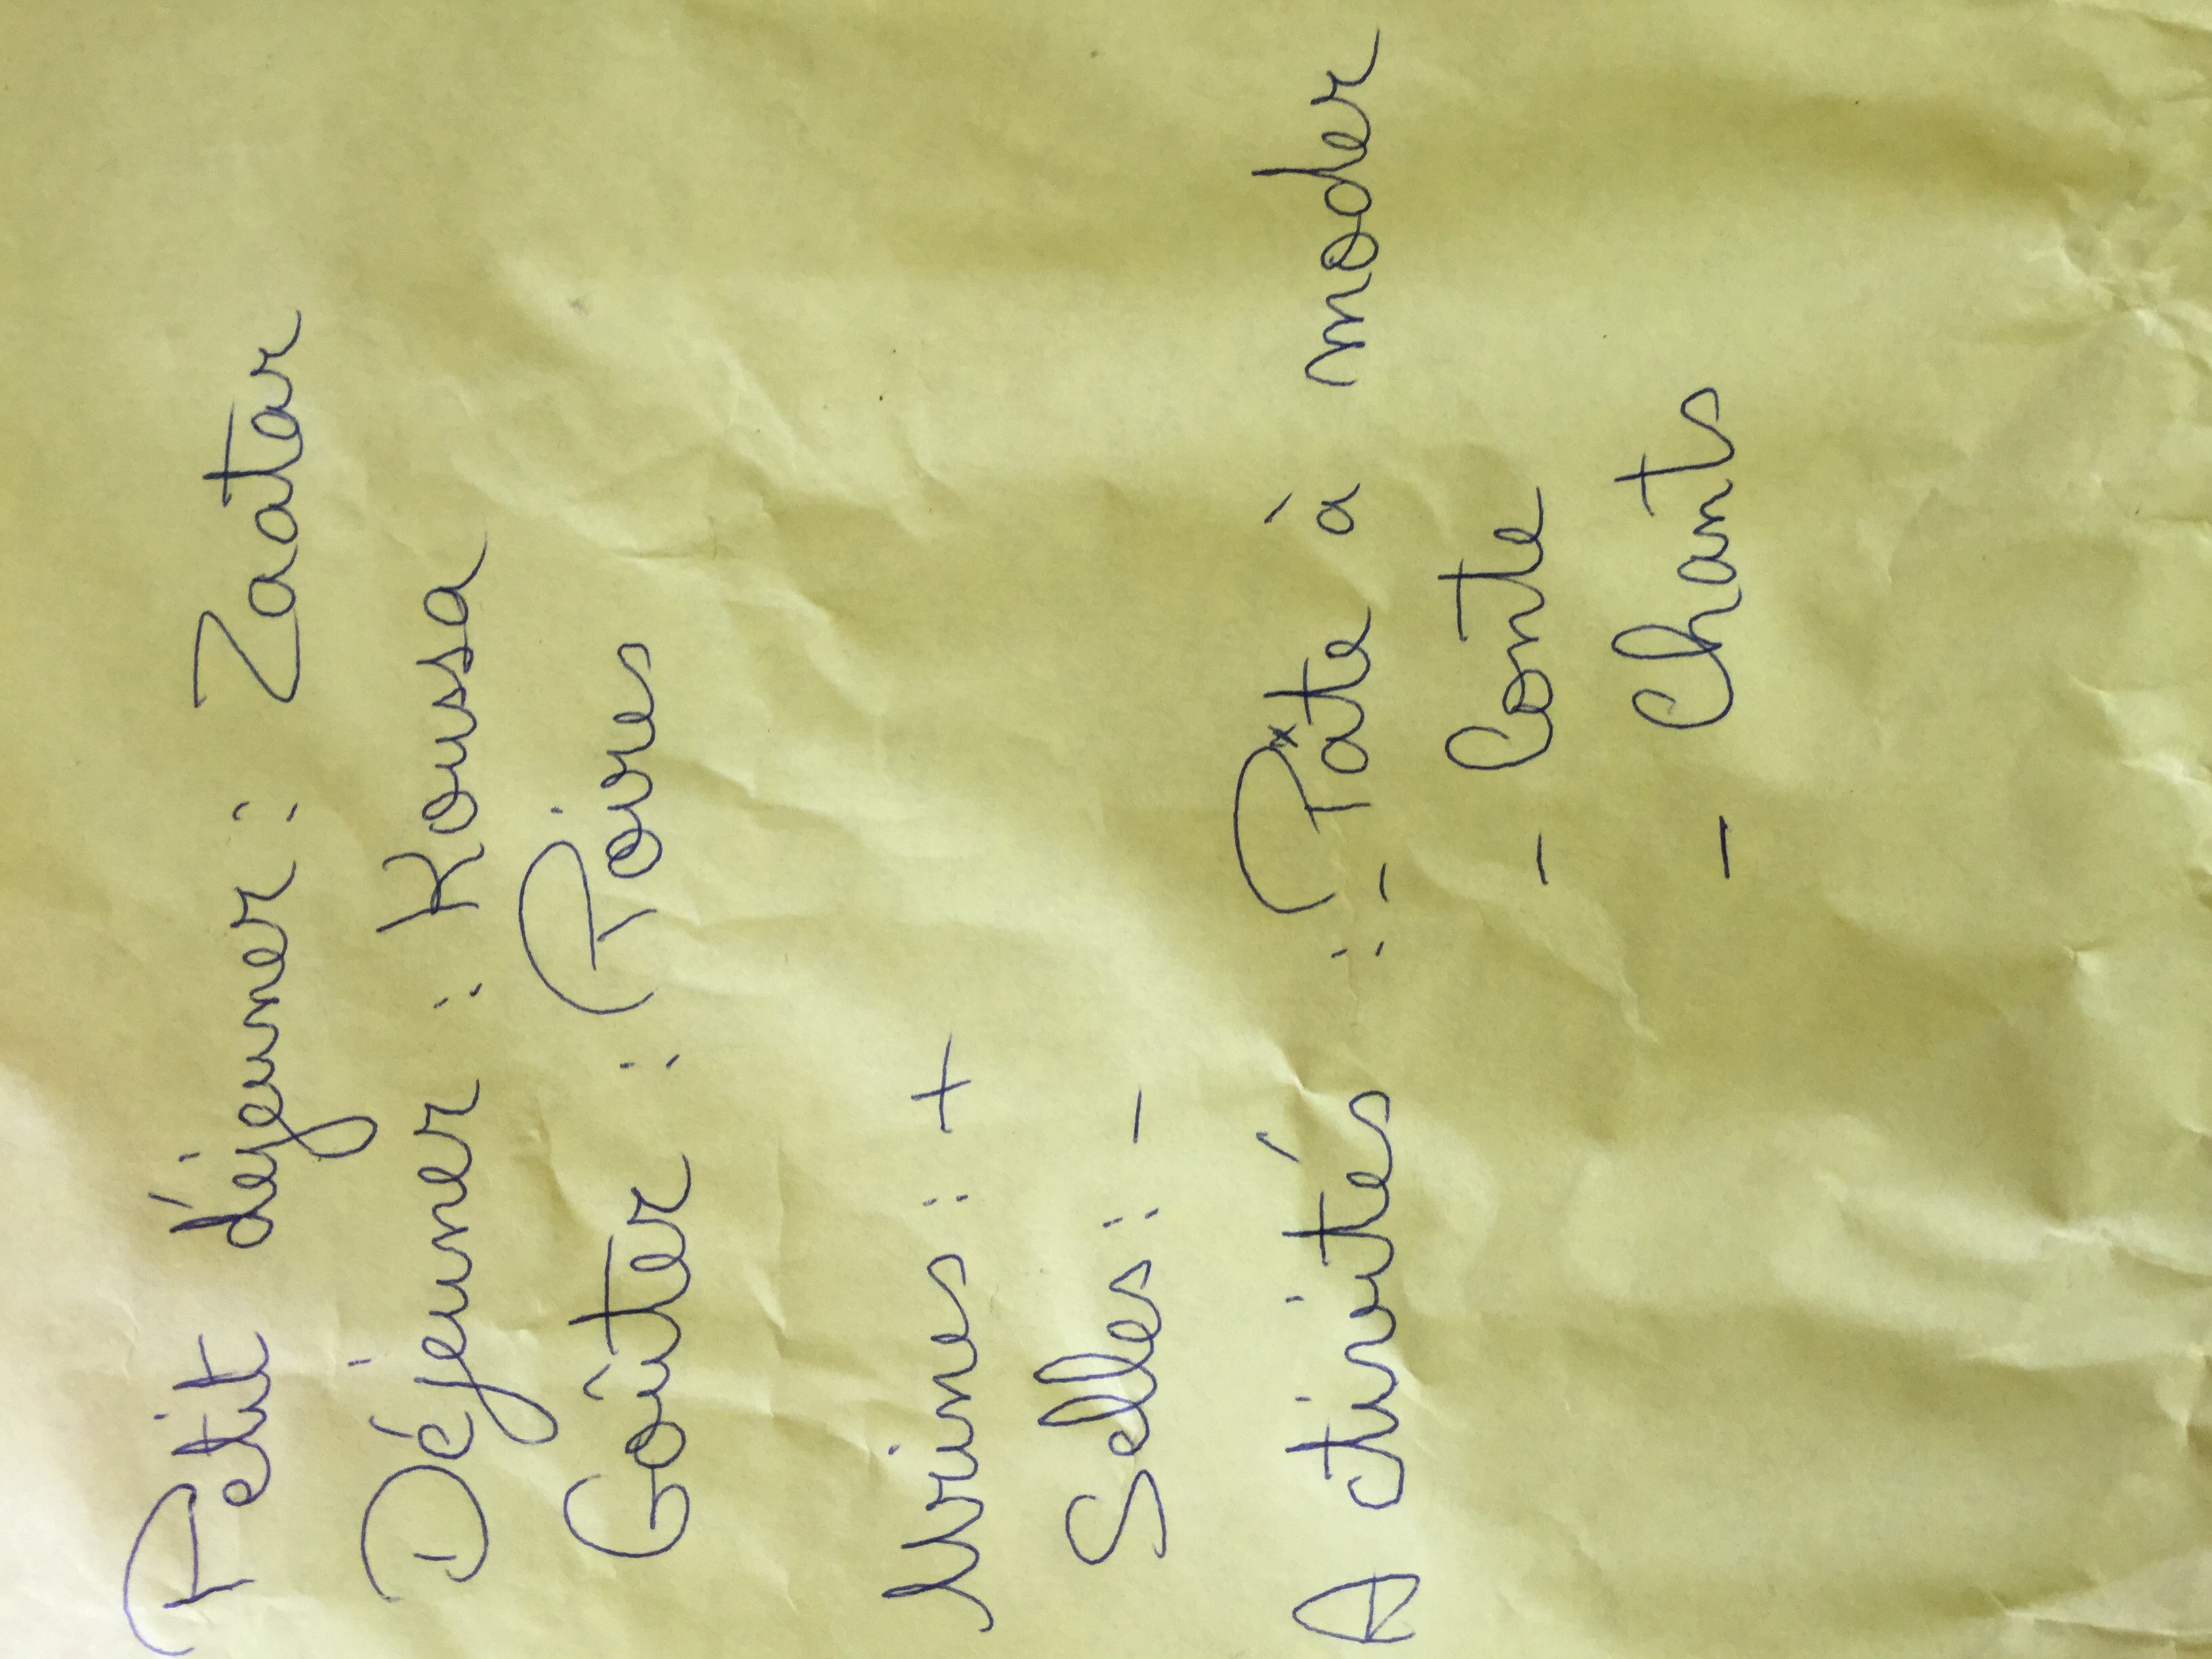 Petit déjeuner : Zaatar
Déjeuner : Koussa
Goûter : Poires
Urines : +
Selles : -
Activités : - Pâte à moder
- Conte
- Chants